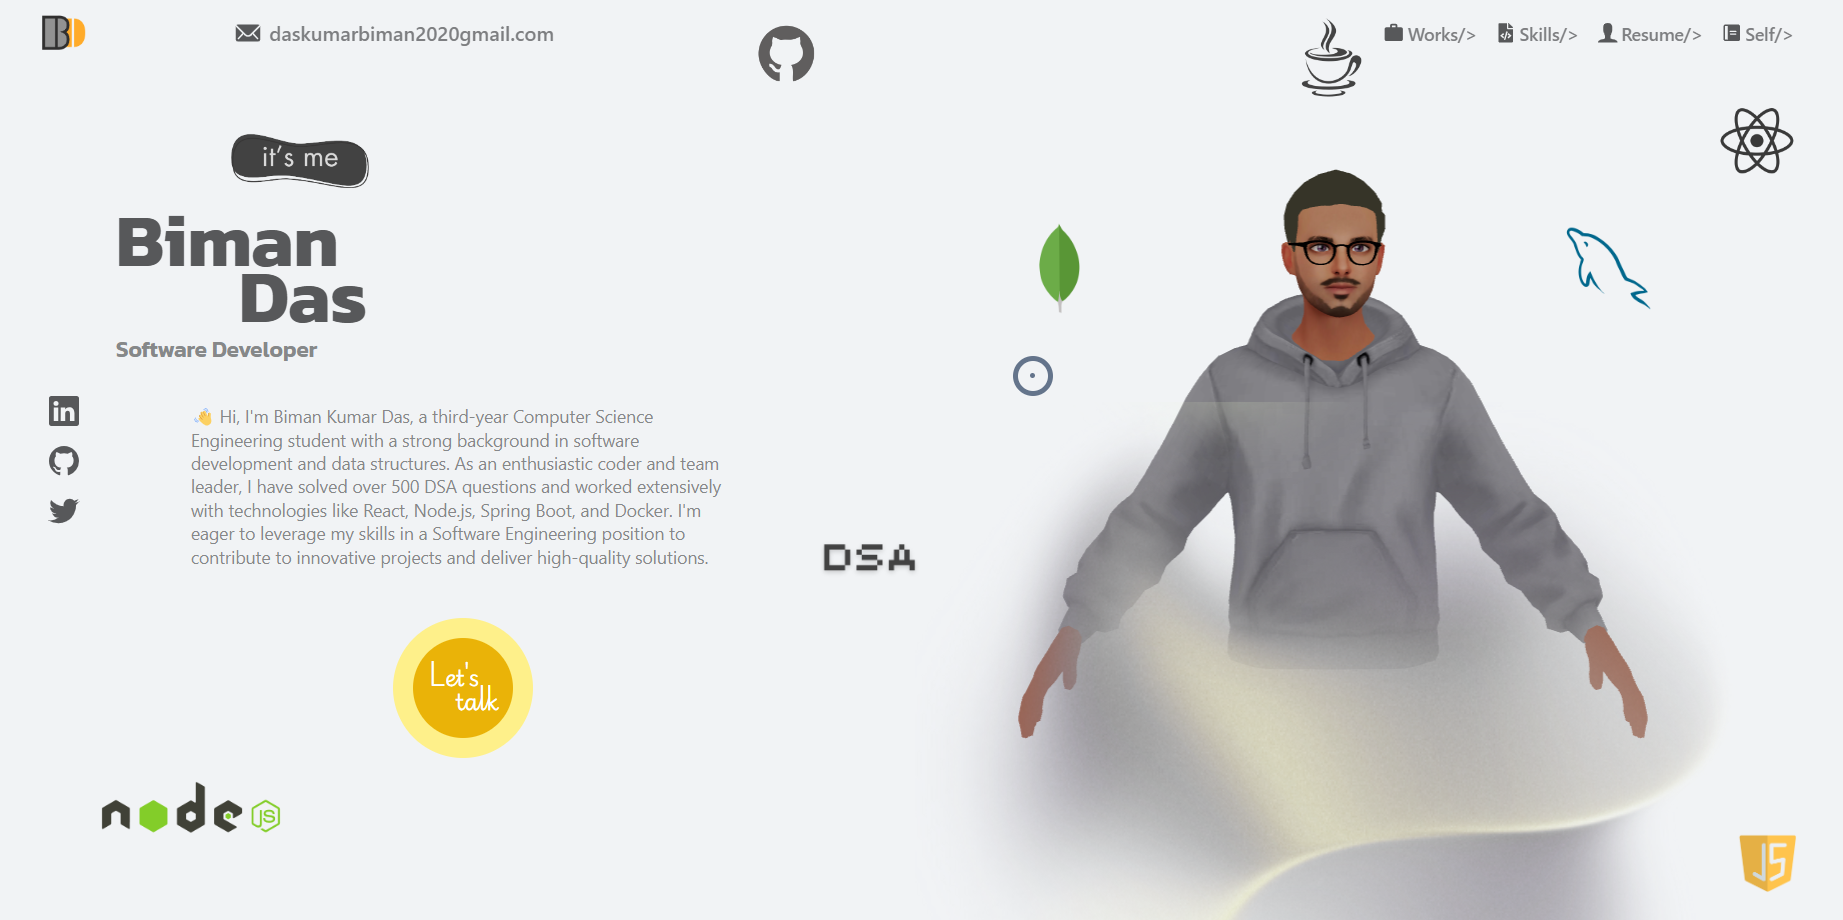 BD
daskumarbiman2020gmail.com
Works/>
Skills/>
Resume/>
Self/>
it's me
Biman
Das
Software Developer
in
👋 Hi, I'm Biman Kumar Das, a third-year Computer Science
Engineering student with a strong background in software
development and data structures. As an enthusiastic coder and team
leader, I have solved over 500 DSA questions and worked extensively
with technologies like React, Node.js, Spring Boot, and Docker. I'm
eager to leverage my skills in a Software Engineering position to
contribute to innovative projects and deliver high-quality solutions.
DSA
Let's
talk
node JS
JS